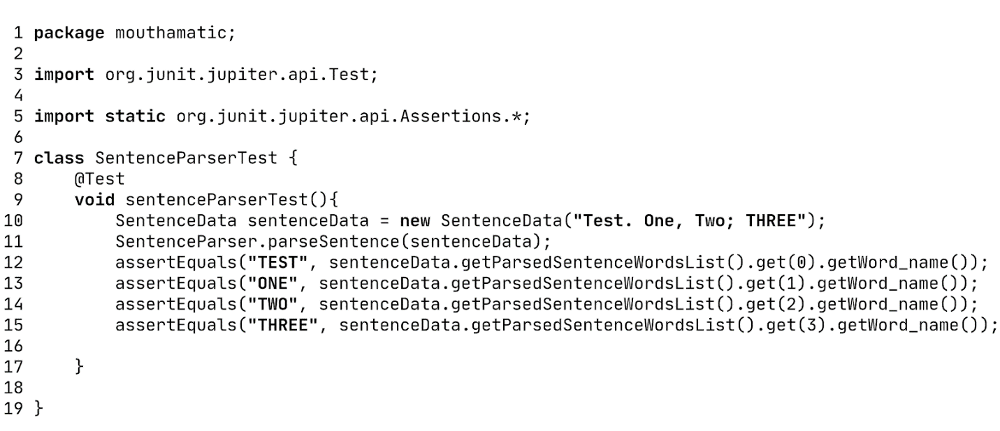 1 package mouthamatic;
2
3 import org.junit.jupiter.api.Test;
4
5 import static org.junit.jupiter.api.Assertions.*;
6
7 class SentenceParserTest {
8     @Test
9     void sentenceParserTest(){
10         SentenceData sentenceData = new SentenceData("Test. One, Two; THREE");
11         SentenceParser.parseSentence(sentenceData);
12         assertEquals("TEST", sentenceData.getParsedSentenceWordsList().get(0).getWord_name());
13         assertEquals("ONE", sentenceData.getParsedSentenceWordsList().get(1).getWord_name());
14         assertEquals("TWO", sentenceData.getParsedSentenceWordsList().get(2).getWord_name());
15         assertEquals("THREE", sentenceData.getParsedSentenceWordsList().get(3).getWord_name());
16
17     }
18
19 }